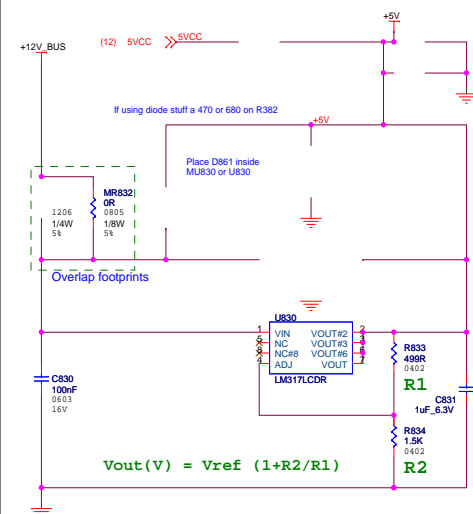 +5V
(12) 5VCC
5VCC
+12V_BUS
If using diode stuff a 470 or 680 on R382
+5V
Place D861 inside
MU830 or U830
MR832
0R
0805
1/8W
5%
1206
1/4W
5%
Overlap footprints
U830
1 VIN VOUT#2 2
5 NC VOUT#3 3
8 NC#8 VOUT#6 6
4 ADJ VOUT 7
LM317LCDR
R833
499R
0402
R1
C830
100nF
0603
16V
C831
1uF_6.3V
R834
1.5K
0402
R2
Vout(V) = Vref (1+R2/R1)